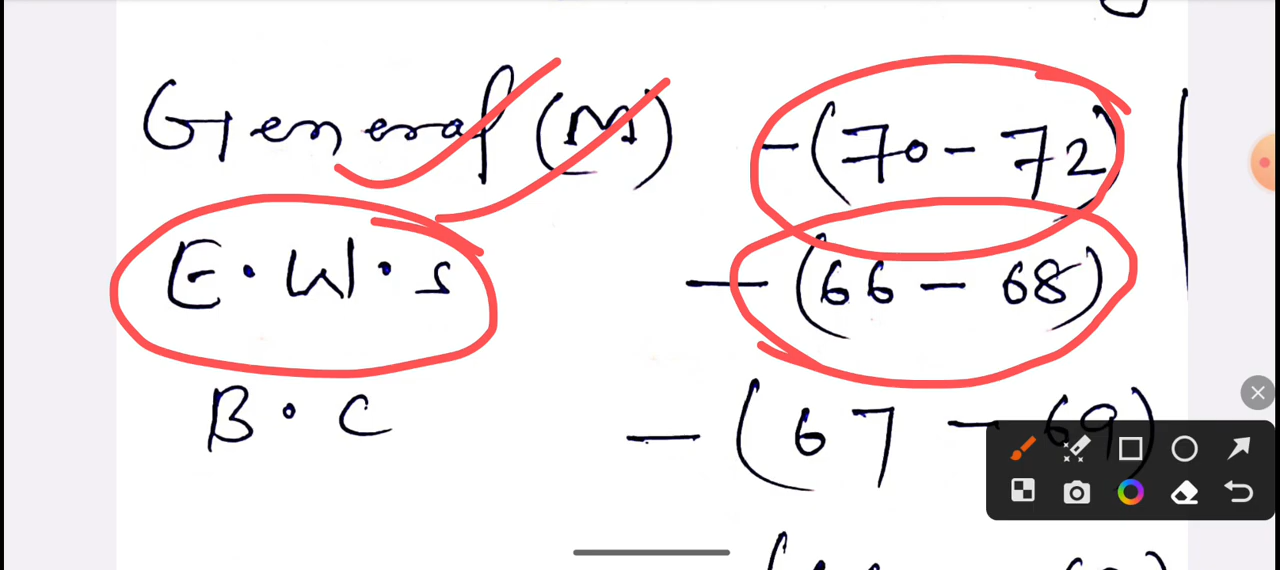 General (M) - (70 - 72)
E.W.S - (66 - 68)
B.C - (67 - 69)